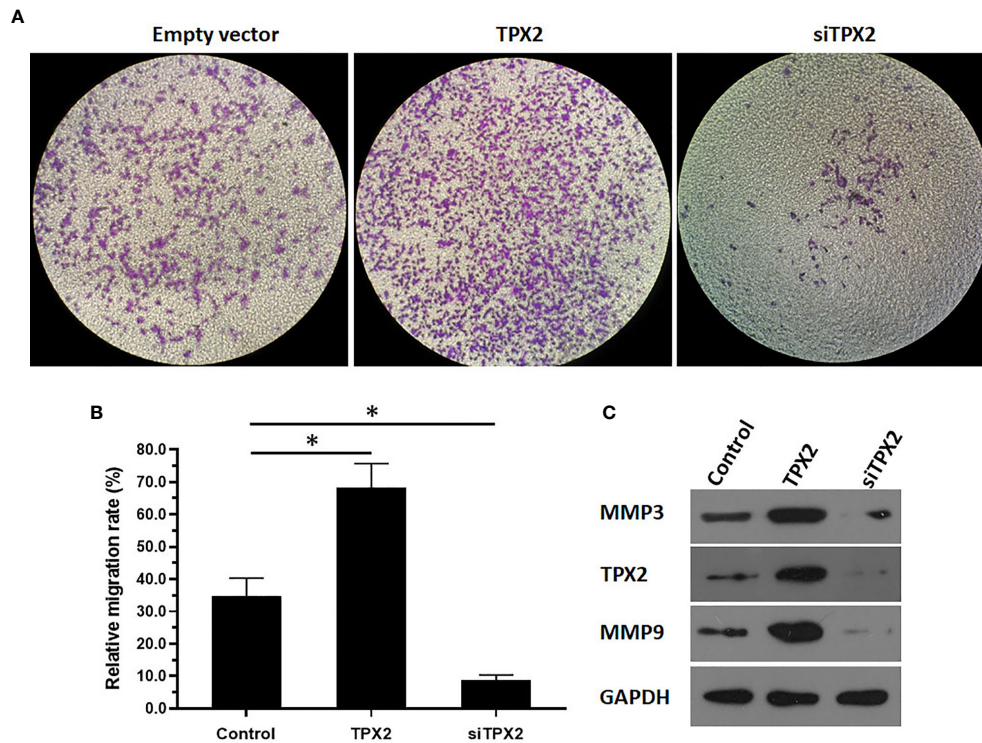 A
Empty vector
TPX2
siTPX2
B
*
*
Relative migration rate (%)
80.0
70.0
60.0
50.0
40.0
30.0
20.0
10.0
0.0
Control
TPX2
siTPX2
C
Control
TPX2
siTPX2
MMP3
TPX2
MMP9
GAPDH